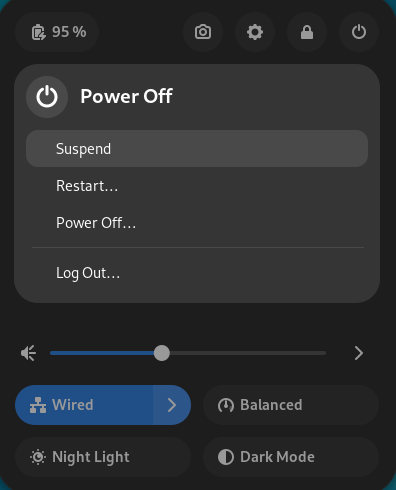 95 %
Power Off
Suspend
Restart…
Power Off…
Log Out…
Wired
Balanced
Night Light
Dark Mode